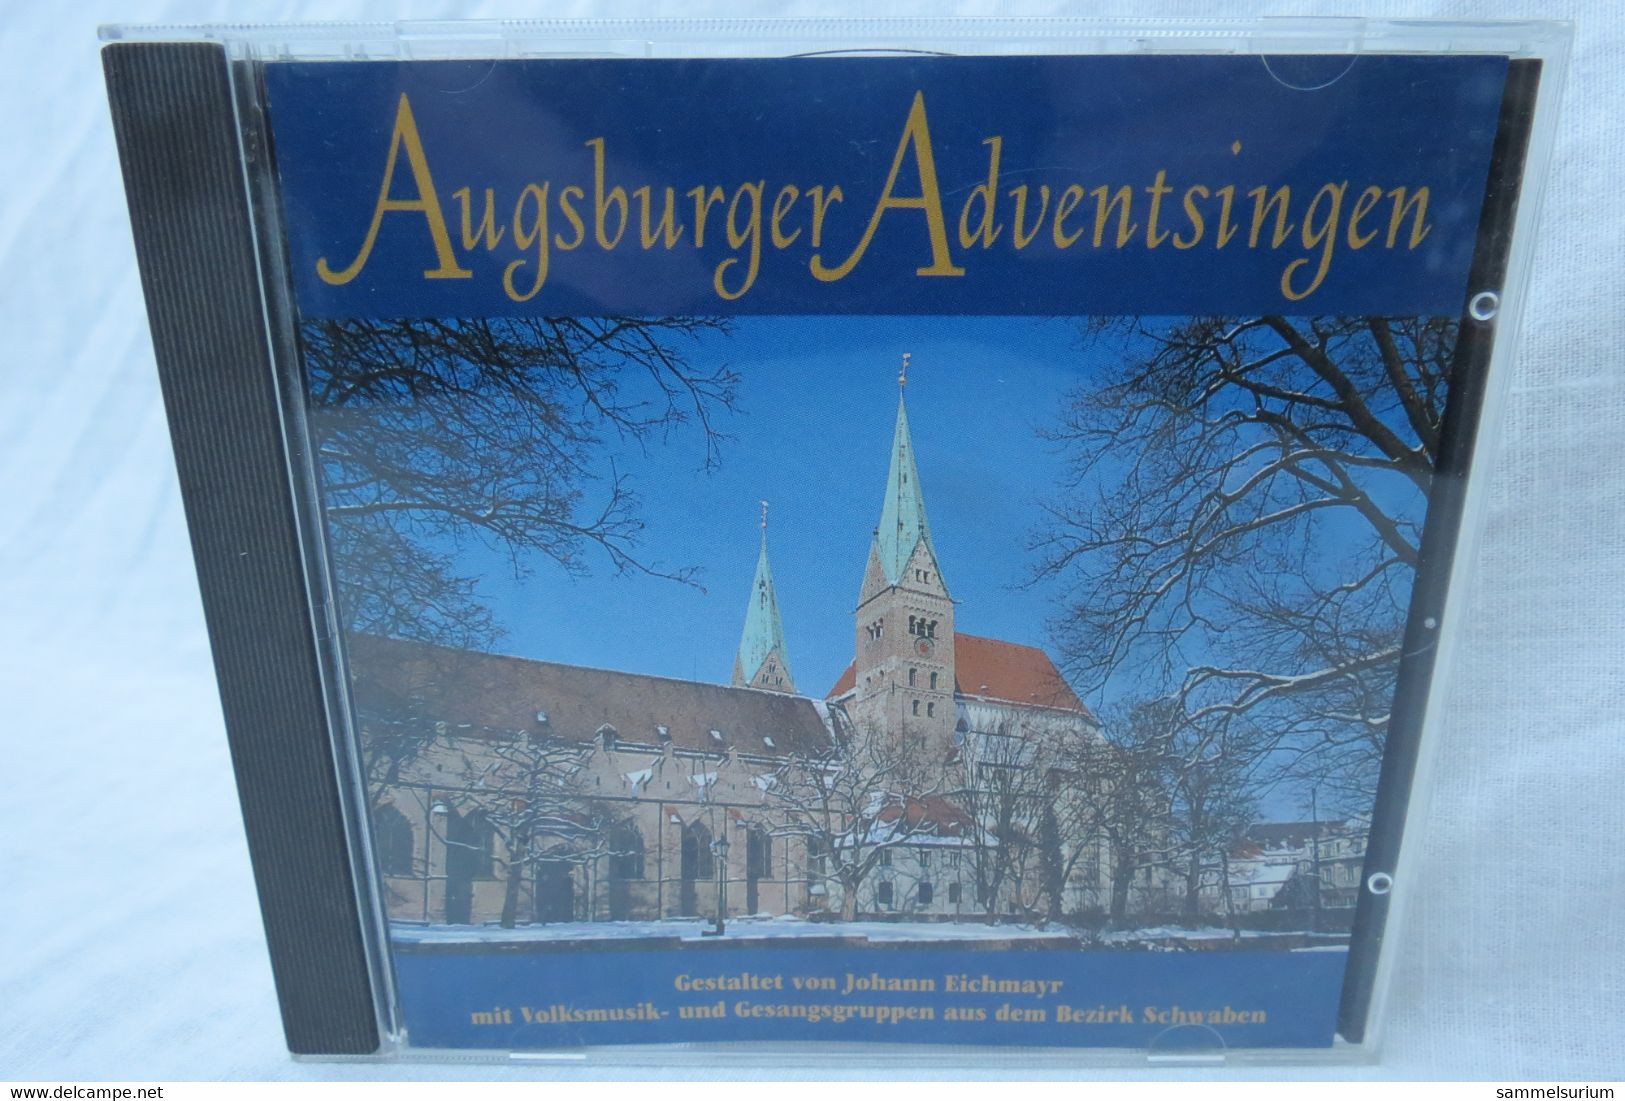 Augsburger Adventsingen
Gestaltet von Johann Eichmayr
mit Volksmusik- und Gesangsgruppen aus dem Bezirk Schwaben
www.delcampe.net
sammelsurium